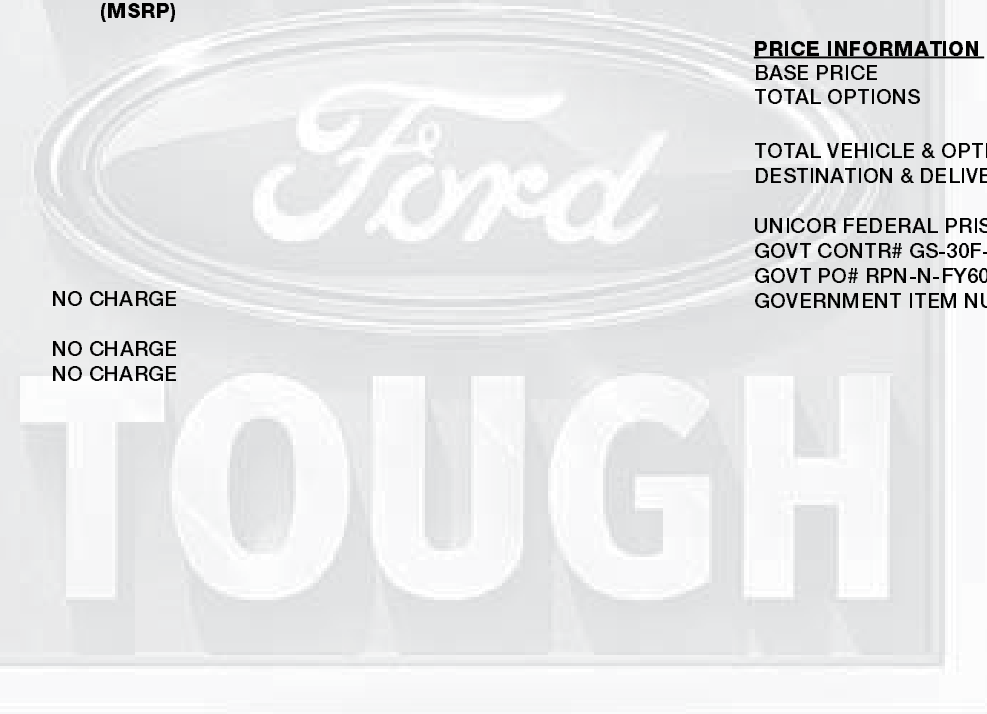 (MSRP)
Ford
NO CHARGE
NO CHARGE
NO CHARGE
TOUGH
PRICE INFORMATION
BASE PRICE
TOTAL OPTIONS
TOTAL VEHICLE & OPTI
DESTINATION & DELIVE
UNICOR FEDERAL PRIS
GOVT CONTR# GS-30F-
GOVT PO# RPN-N-FY60
GOVERNMENT ITEM NU